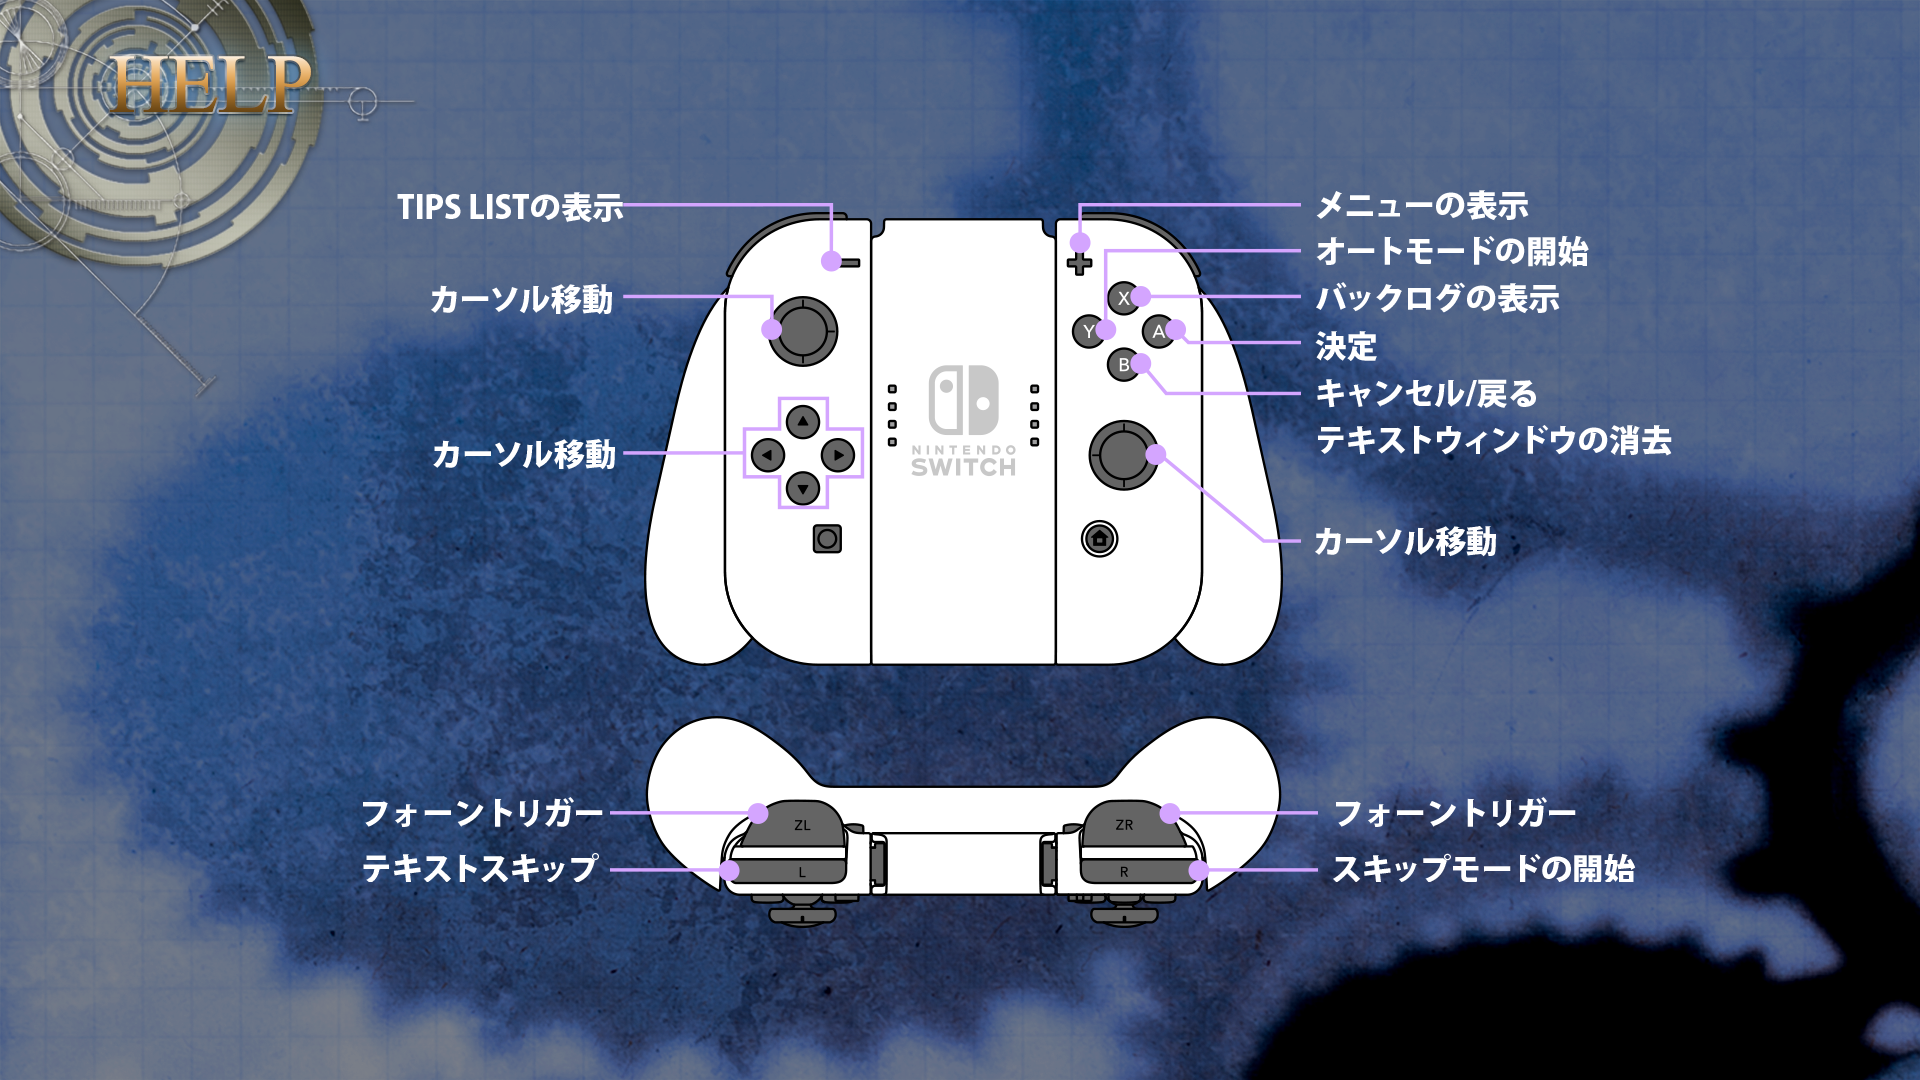 HELP
TIPS LISTの表示
カーソル移動
カーソル移動
メニューの表示
オートモードの開始
バックログの表示
決定
キャンセル/戻る
テキストウィンドウの消去
カーソル移動
X
Y
A
B
NINTENDO
SWITCH
フォーントリガー
テキストスキップ
ZL
L
ZR
R
フォーントリガー
スキップモードの開始